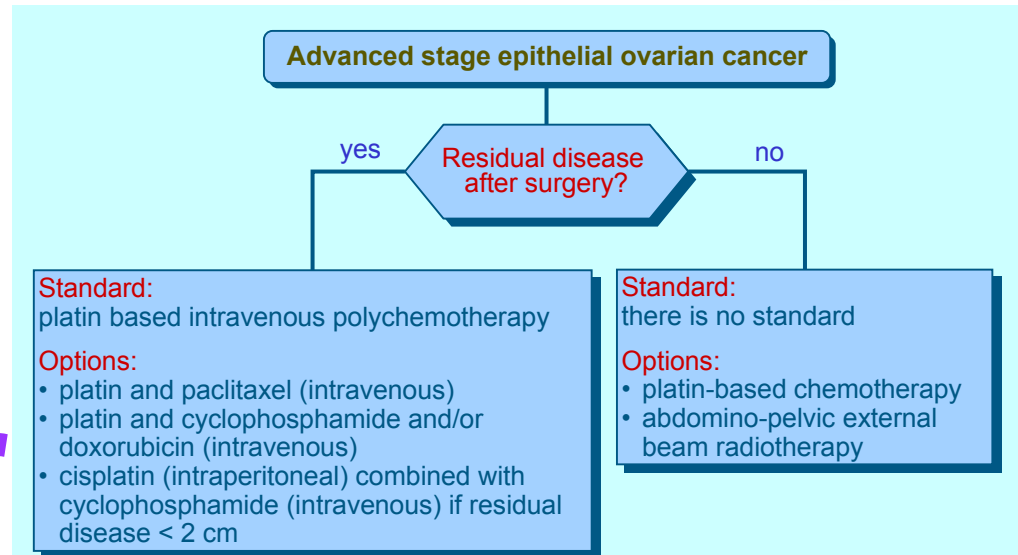 Advanced stage epithelial ovarian cancer
yes
Residual disease
after surgery?
no
Standard:
platin based intravenous polychemotherapy
Options:
• platin and paclitaxel (intravenous)
• platin and cyclophosphamide and/or
doxorubicin (intravenous)
• cisplatin (intraperitoneal) combined with
cyclophosphamide (intravenous) if residual
disease < 2 cm
Standard:
there is no standard
Options:
• platin-based chemotherapy
• abdomino-pelvic external
beam radiotherapy